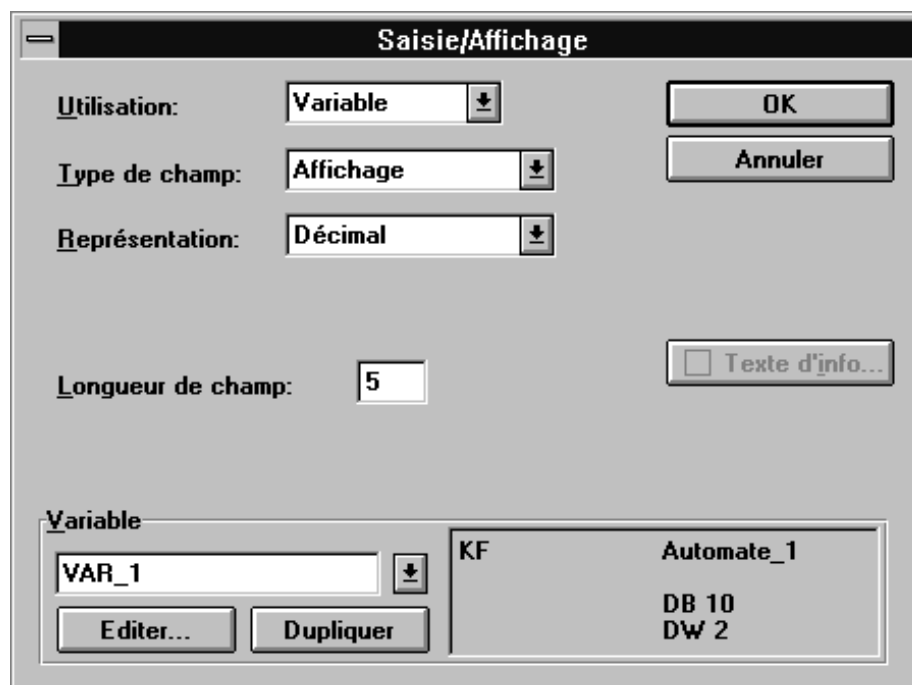 Saisie/Affichage
Utilisation: Variable OK
Type de champ: Affichage Annuler
Représentation: Décimal
Longueur de champ: 5 Texte d'info...
Variable
VAR_1 KF Automate_1
DB 10
Editer... Dupliquer DW 2